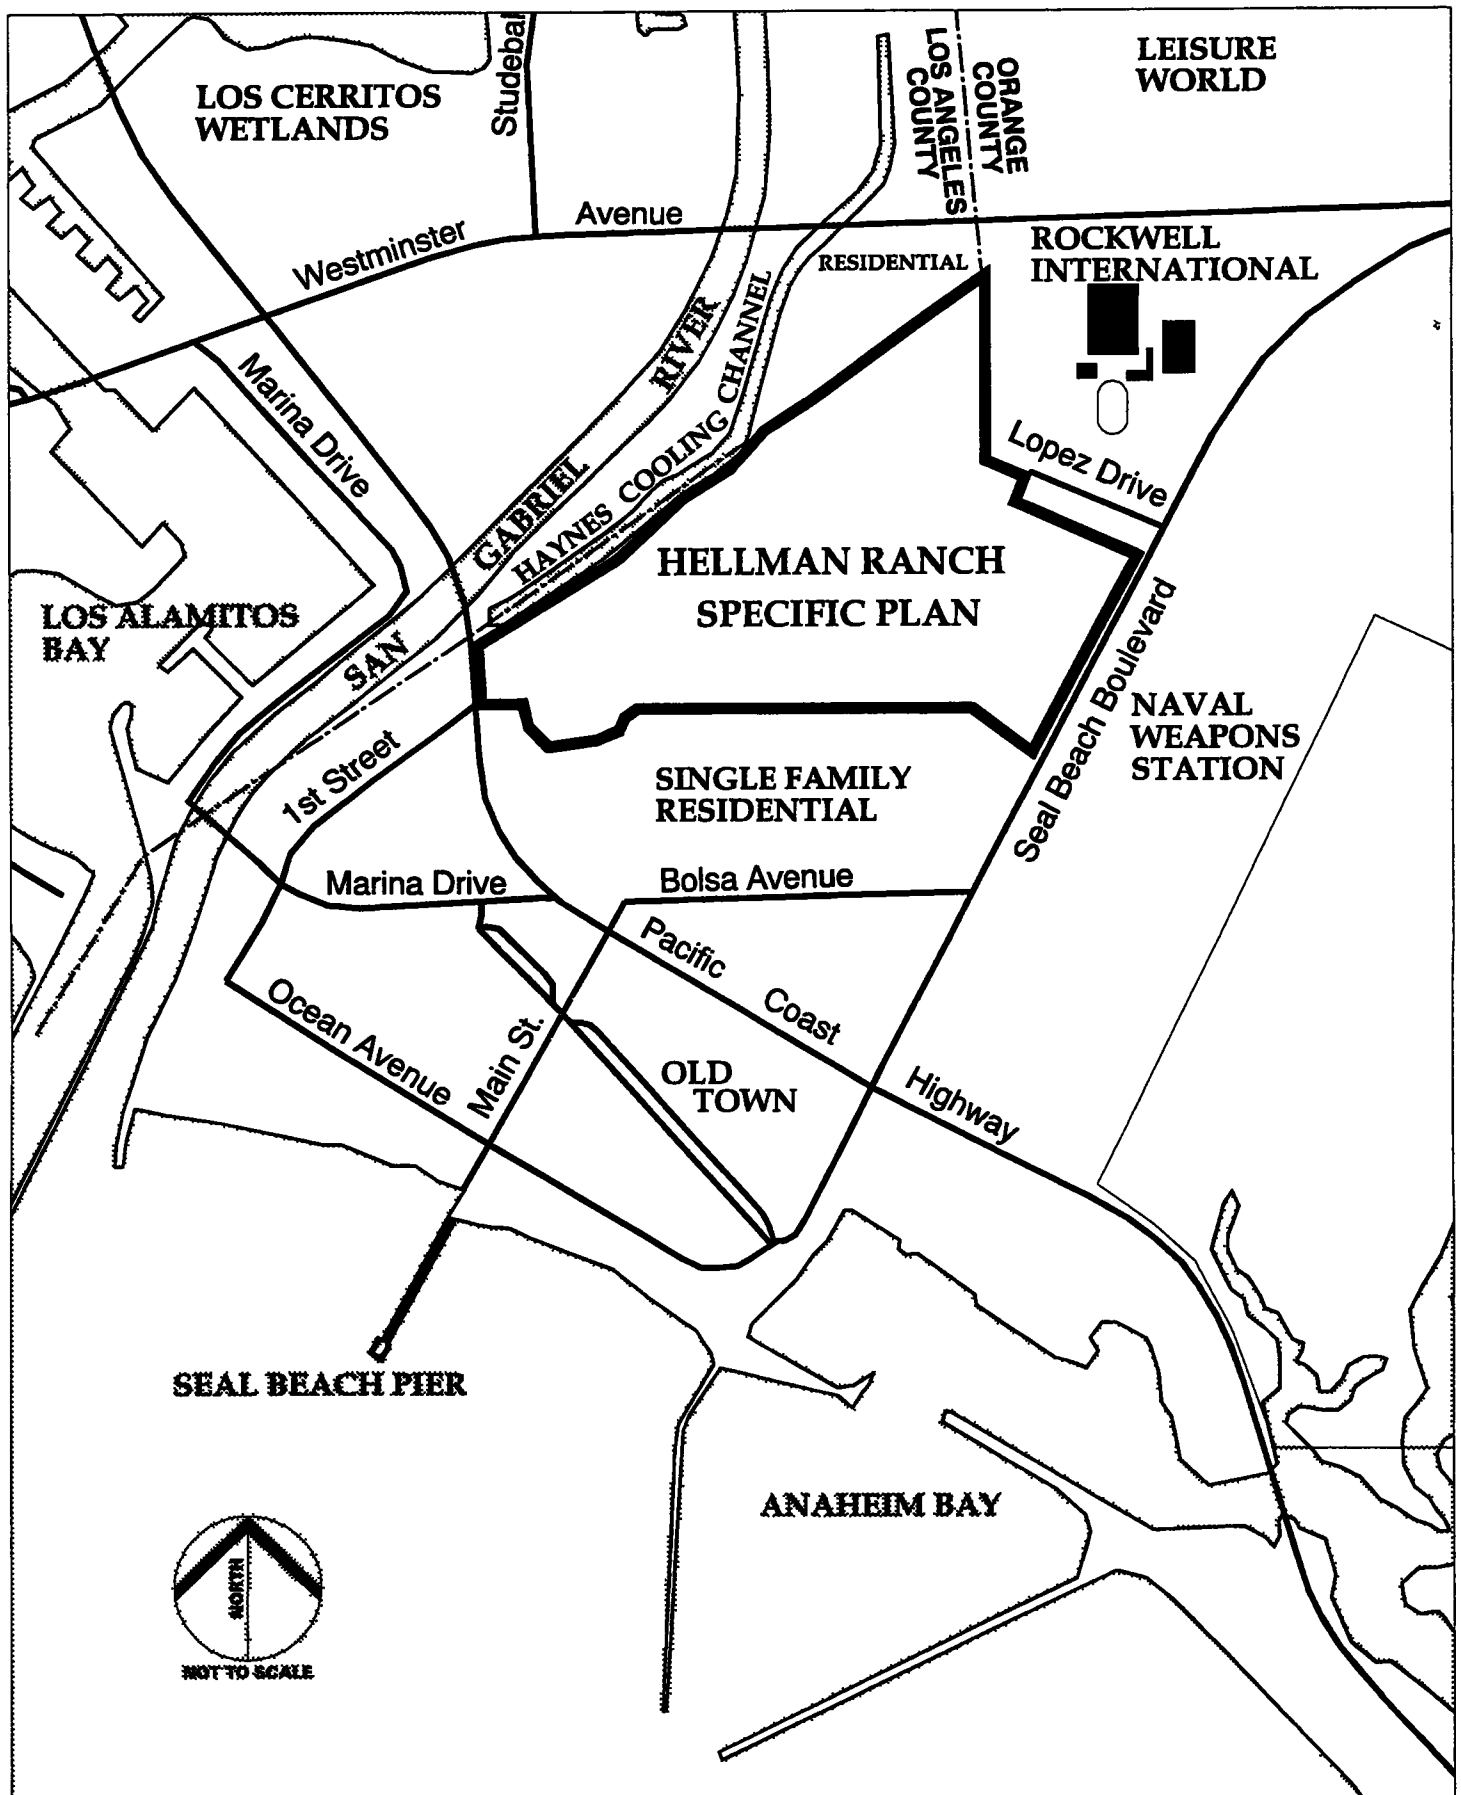 LOS CERRITOS
WETLANDS
Studebak
LOS ANGELES
COUNTY
ORANGE
COUNTY
LEISURE
WORLD
Westminster
Avenue
RESIDENTIAL
ROCKWELL
INTERNATIONAL
Marina Drive
SAN GABRIEL RIVER
HAYNES COOLING CHANNEL
Lopez Drive
HELLMAN RANCH
SPECIFIC PLAN
LOS ALAMITOS
BAY
Seal Beach Boulevard
NAVAL
WEAPONS
STATION
1st Street
SINGLE FAMILY
RESIDENTIAL
Marina Drive
Bolsa Avenue
Pacific Coast Highway
Ocean Avenue
Main St.
OLD
TOWN
SEAL BEACH PIER
ANAHEIM BAY
NORTH
NOT TO SCALE